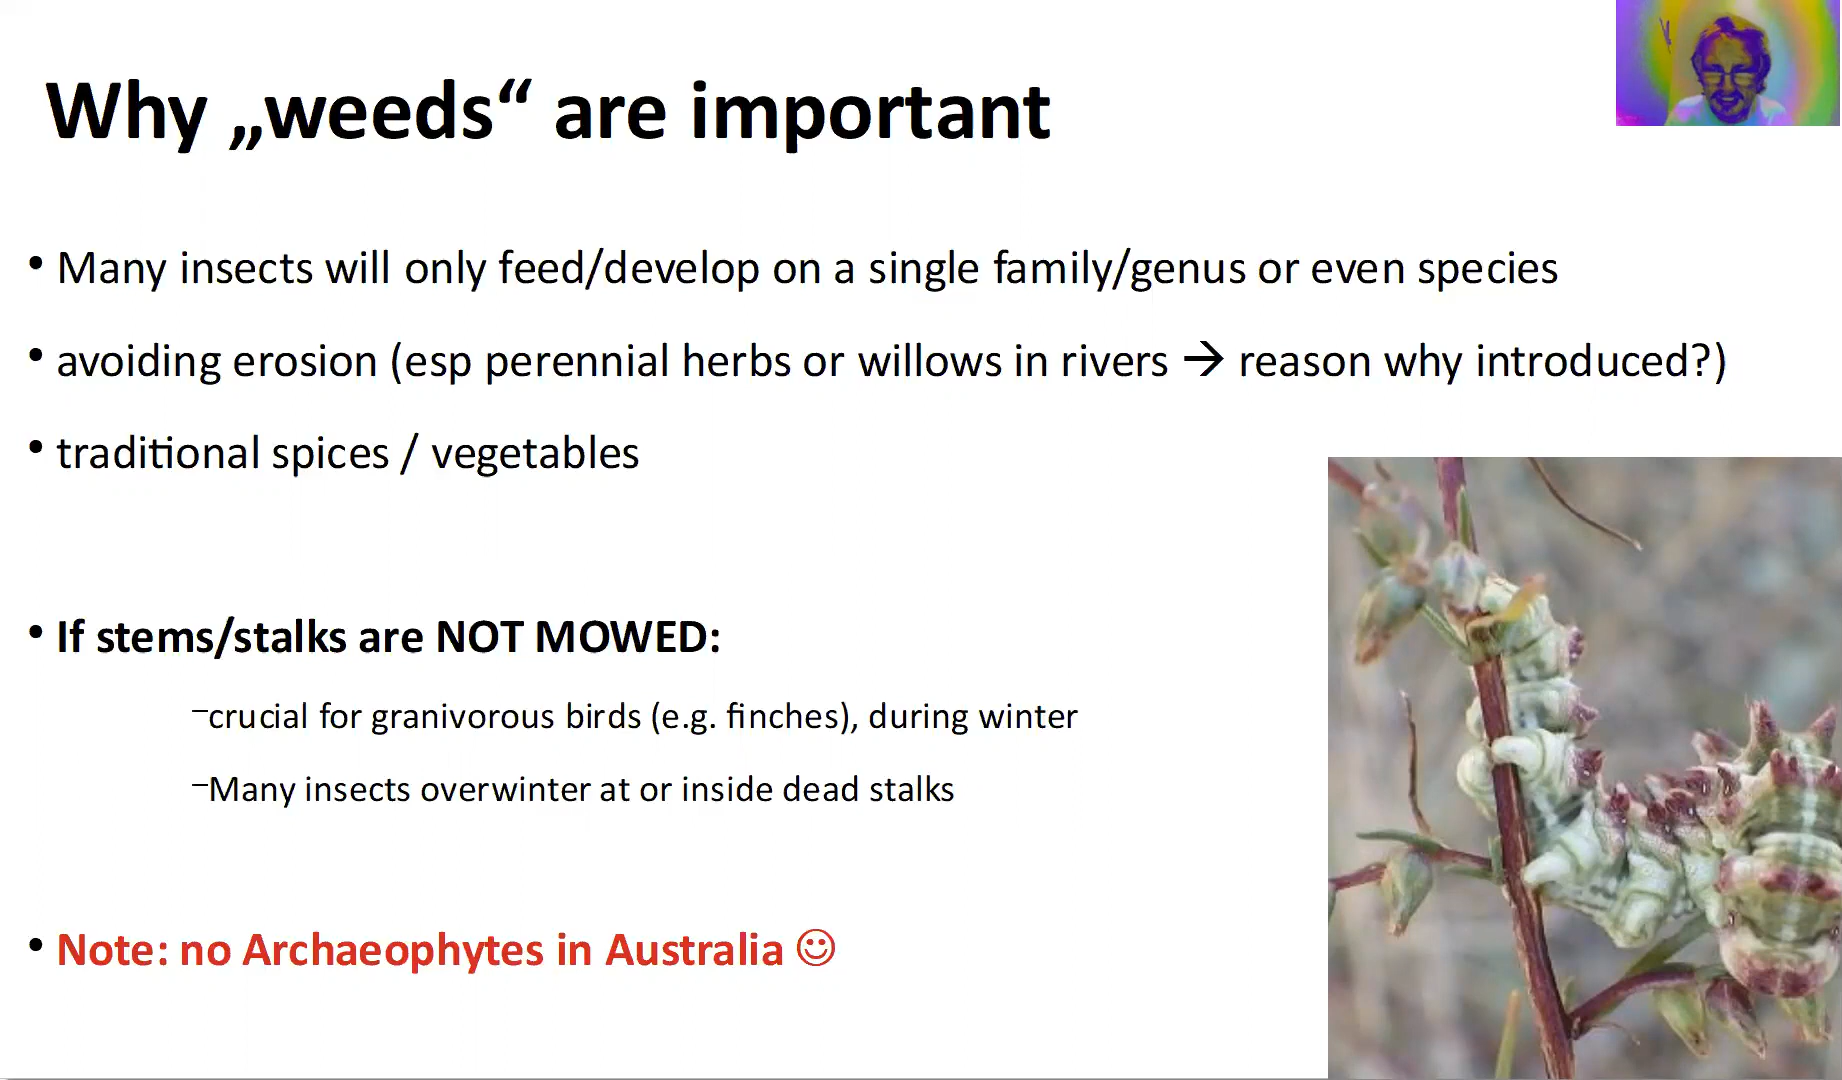 Why „weeds“ are important
• Many insects will only feed/develop on a single family/genus or even species
• avoiding erosion (esp perennial herbs or willows in rivers → reason why introduced?)
• traditional spices / vegetables
• If stems/stalks are NOT MOWED:
–crucial for granivorous birds (e.g. finches), during winter
–Many insects overwinter at or inside dead stalks
• Note: no Archaeophytes in Australia ☺